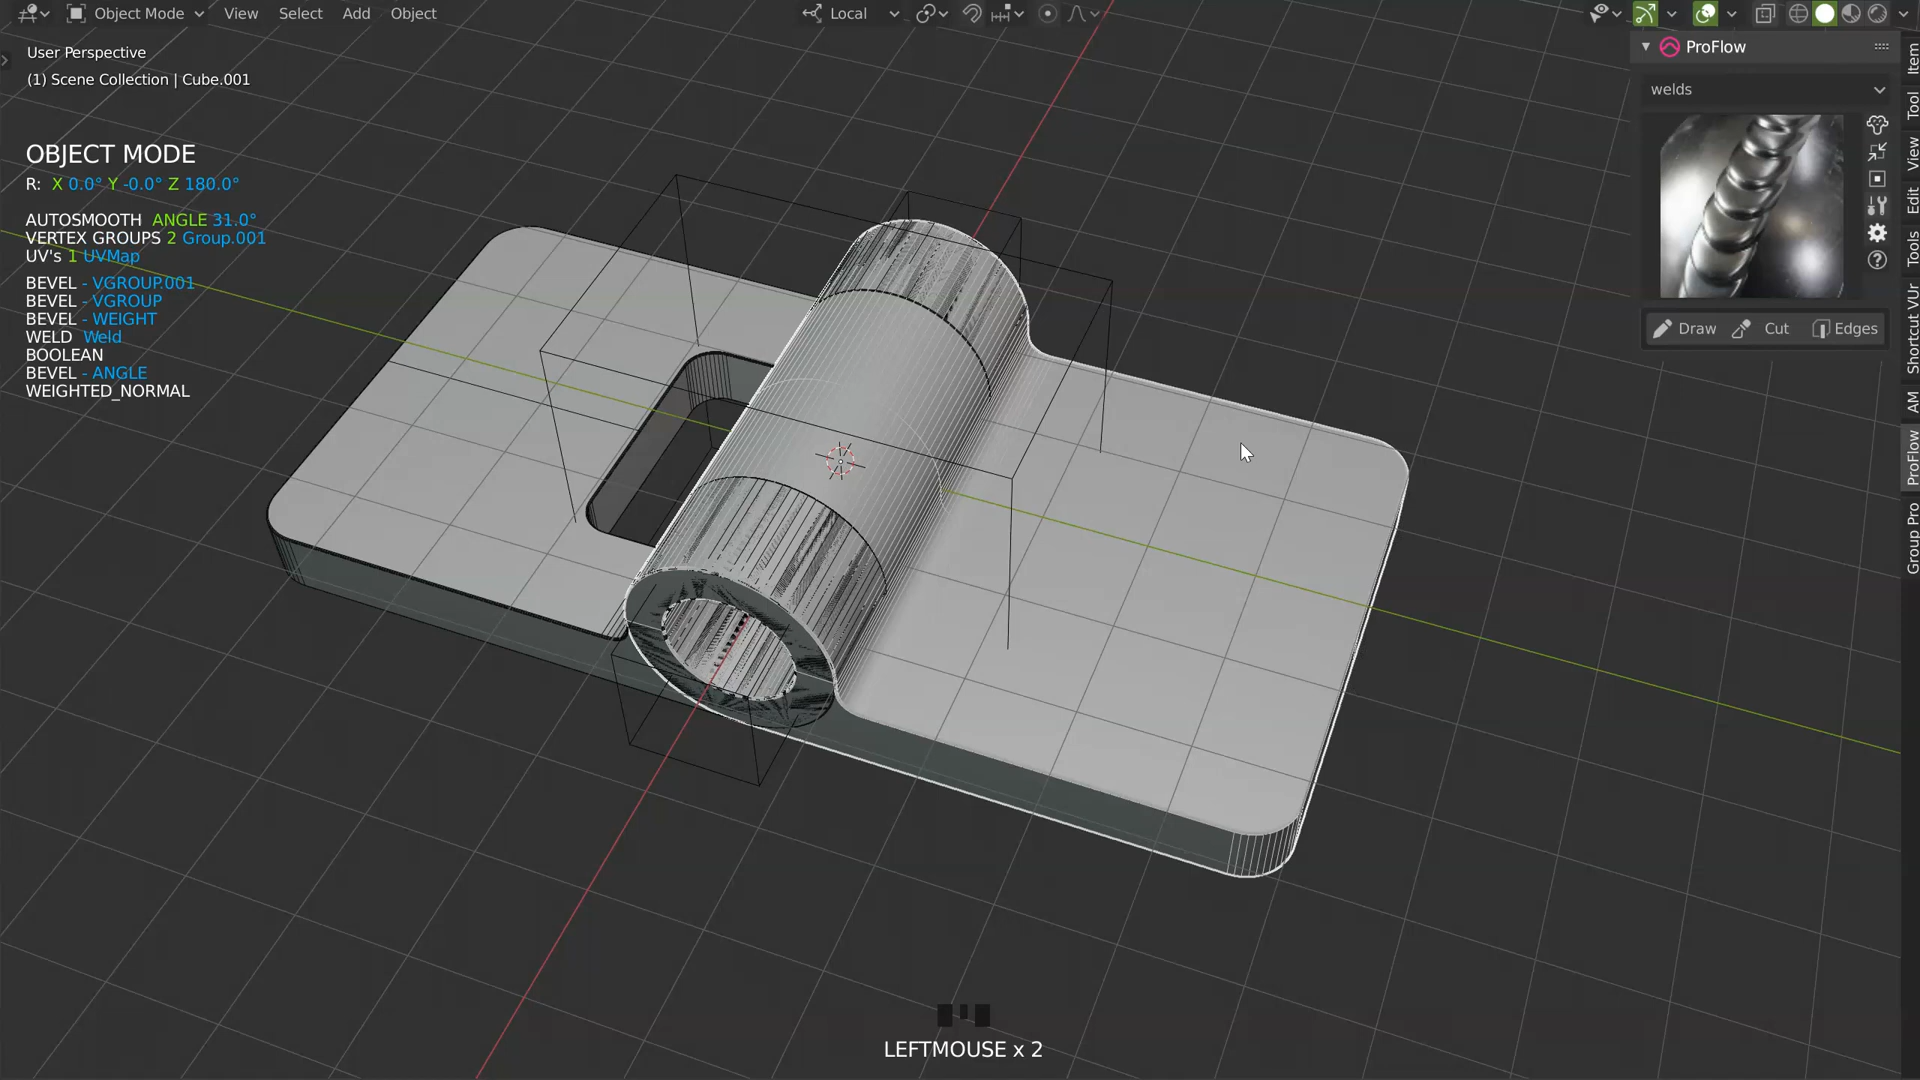 Object Mode
View
Select
Add
Object
Local
User Perspective
(1) Scene Collection | Cube.001
OBJECT MODE
R: X 0.0° Y -0.0° Z 180.0°
AUTOSMOOTH ANGLE 31.0°
VERTEX GROUPS 2 Group.001
UV's 1 UVMap
BEVEL - VGROUP.001
BEVEL - VGROUP
BEVEL - WEIGHT
WELD Weld
BOOLEAN
BEVEL - ANGLE
WEIGHTED_NORMAL
ProFlow
welds
Draw
Cut
Edges
Item
Tool
View
Edit
Tools
Shortcut VUr
AM
ProFlow
Group Pro
LEFTMOUSE x 2